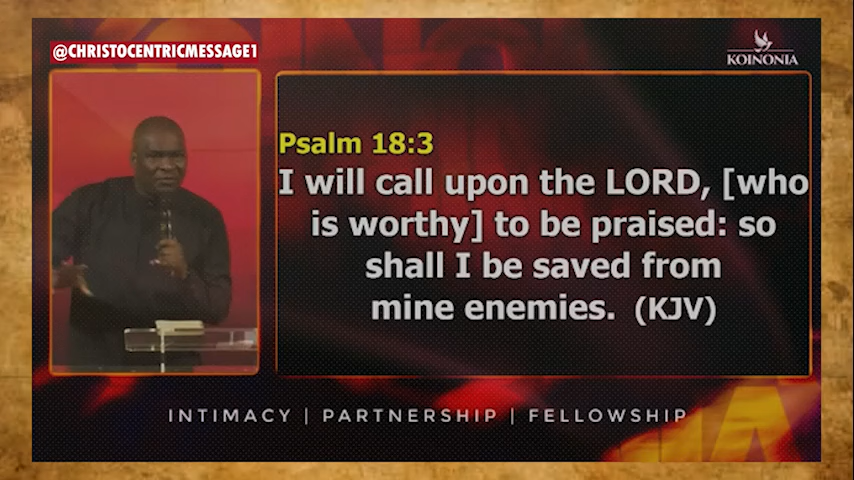 @CHRISTOCENTRICMESSAGE1
KOINONIA
Psalm 18:3
I will call upon the LORD, [who
is worthy] to be praised: so
shall I be saved from
mine enemies. (KJV)
INTIMACY | PARTNERSHIP | FELLOWSHIP